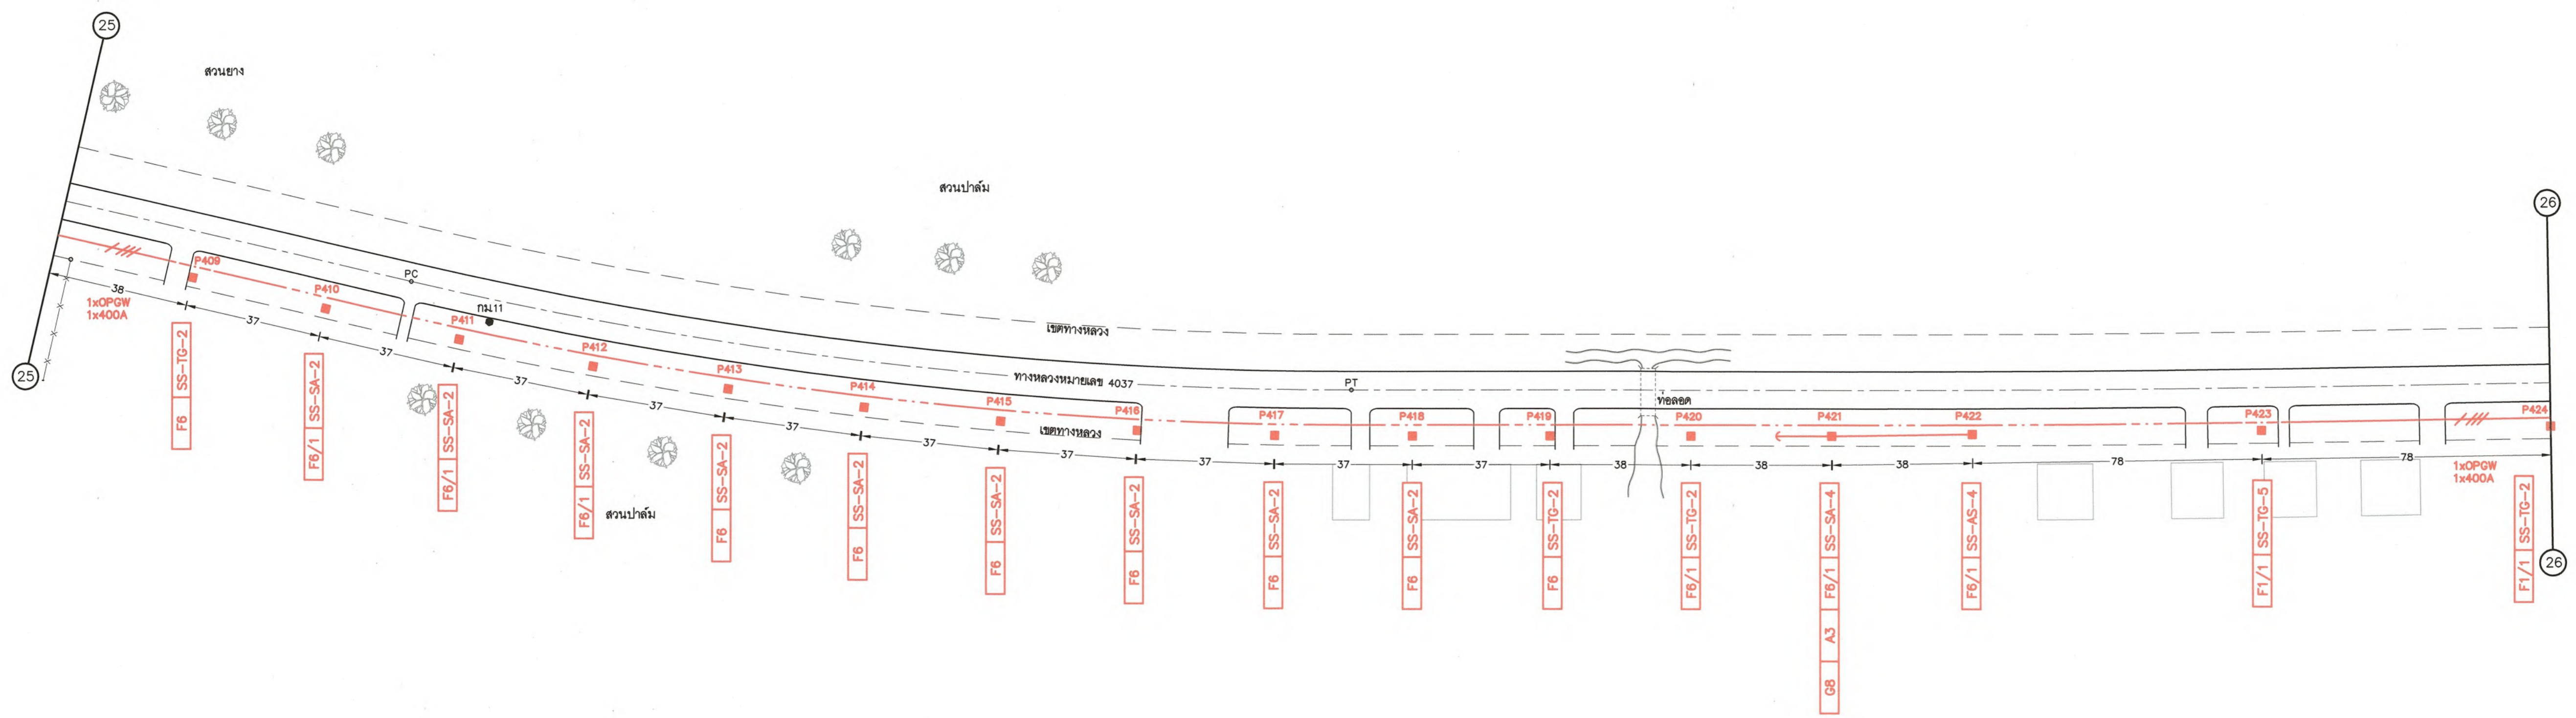 25
สวนยาง
สวนปาล์ม
26
P409
PC
38
1xOPGW
1x400A
P410
37
กม.11
P411
37
P412
37
P413
37
P414
37
P415
37
P416
37
เขตทางหลวง
ทางหลวงหมายเลข 4037
เขตทางหลวง
PT
ท่อลอด
P417
P418
P419
P420
P421
P422
P423
P424
37
37
37
38
38
38
78
78
1xOPGW
1x400A
25
สวนปาล์ม
26
F6 SS-TG-2
F6/1 SS-SA-2
F6/1 SS-SA-2
F6/1 SS-SA-2
F6 SS-SA-2
F6 SS-SA-2
F6 SS-SA-2
F6 SS-SA-2
F6 SS-SA-2
F6 SS-SA-2
F6 SS-TG-2
F6/1 SS-TG-2
G8 A3 F6/1 SS-SA-4
F6/1 SS-AS-4
F1/1 SS-TG-5
F1/1 SS-TG-2